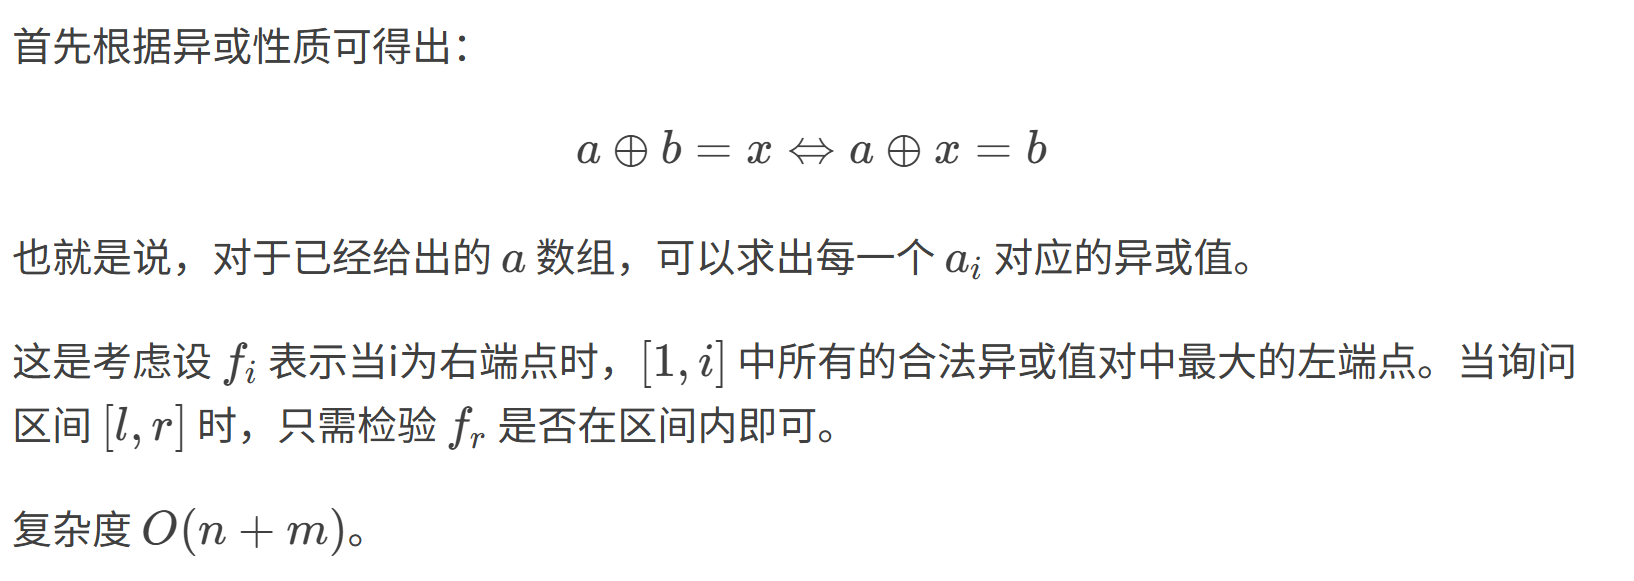 首先根据异或性质可得出：
a ⊕ b = x ⇔ a ⊕ x = b
也就是说，对于已经给出的 a 数组，可以求出每一个 a_i 对应的异或值。
这是考虑设 f_i 表示当i为右端点时，[1, i] 中所有的合法异或值对中最大的左端点。当询问
区间 [l, r] 时，只需检验 f_r 是否在区间内即可。
复杂度 O(n + m)。